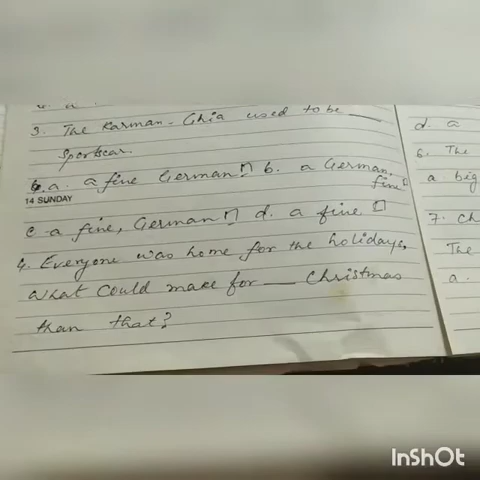 3. The Karman-Ghia used to be ___
Sportscar.
a. a fine German b. a German,
fine
14 SUNDAY
c. a fine, German d. a fine
4. Everyone was home for the holidays,
what could make for ___ Christmas
than that?
d. a
6. The
a. big
7. Ch
The
a.
InShOt